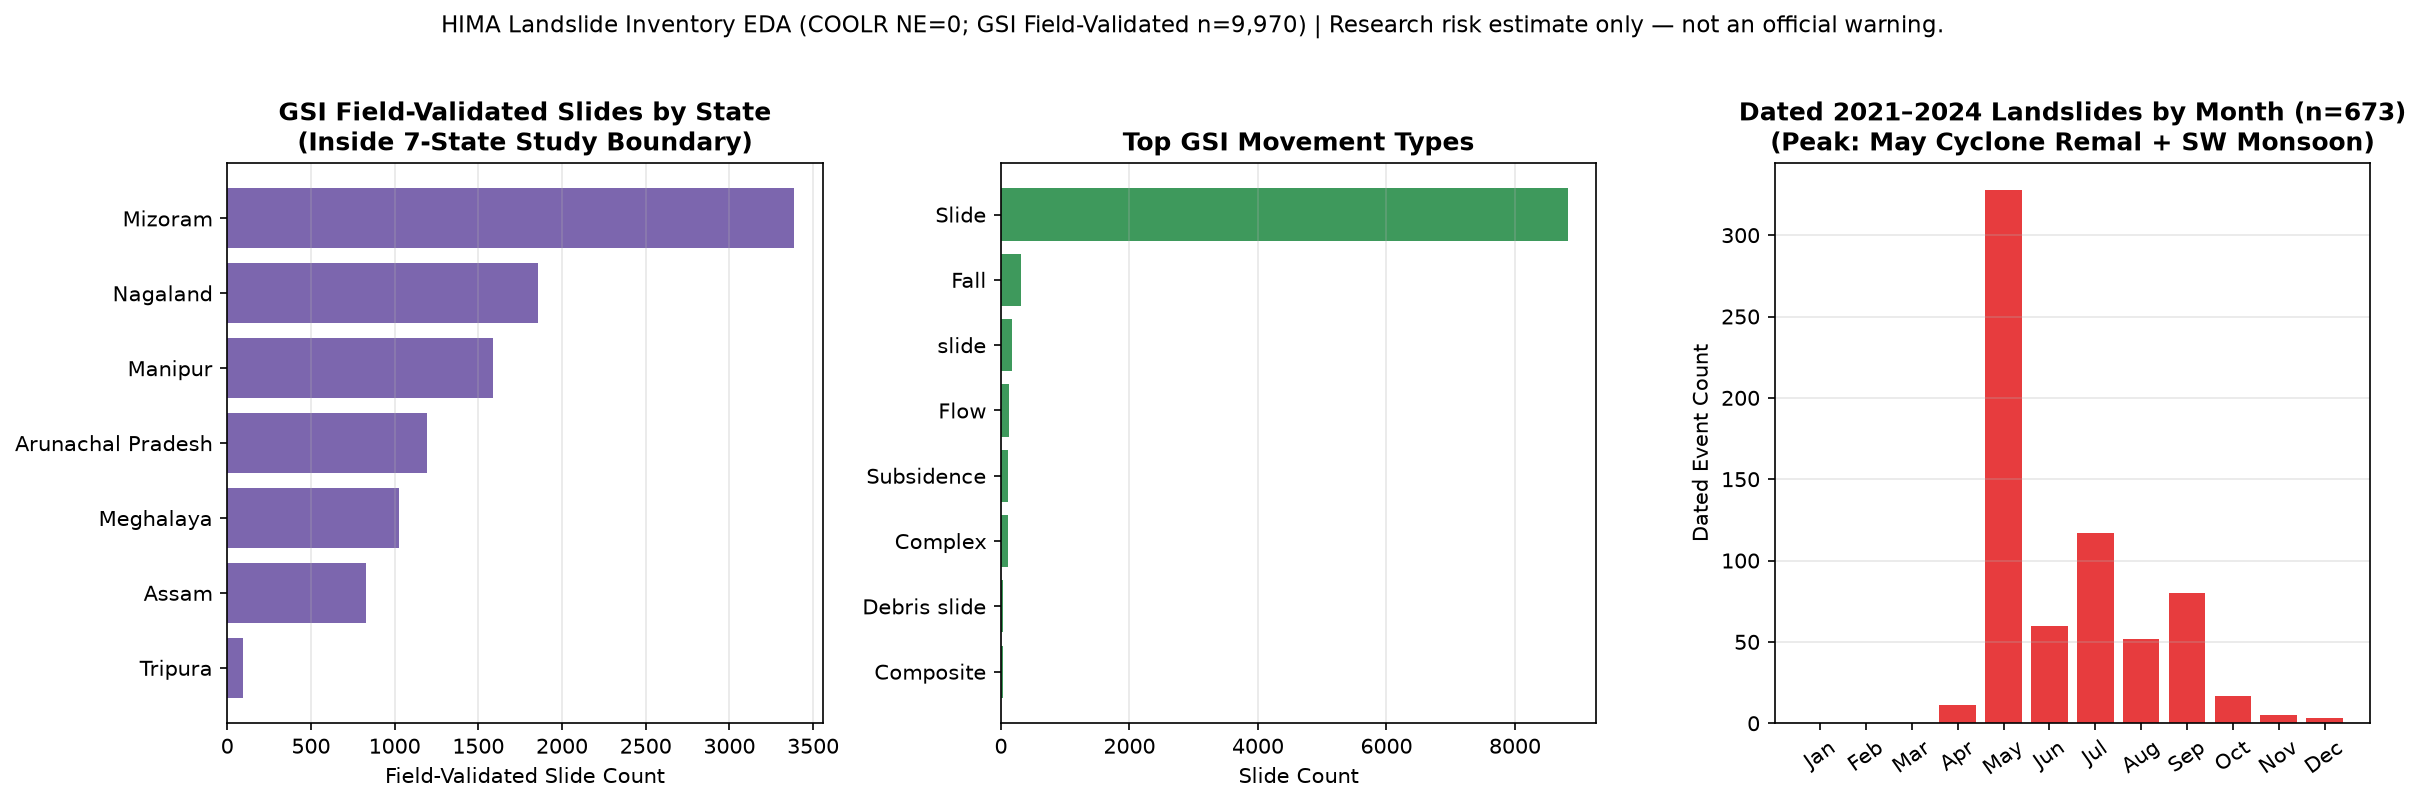 HIMA Landslide Inventory EDA (COOLR NE=0; GSI Field-Validated n=9,970) | Research risk estimate only — not an official warning.
GSI Field-Validated Slides by State
(Inside 7-State Study Boundary)
Mizoram
Nagaland
Manipur
Arunachal Pradesh
Meghalaya
Assam
Tripura
0 500 1000 1500 2000 2500 3000 3500
Field-Validated Slide Count
Top GSI Movement Types
Slide
Fall
slide
Flow
Subsidence
Complex
Debris slide
Composite
0 2000 4000 6000 8000
Slide Count
Dated 2021–2024 Landslides by Month (n=673)
(Peak: May Cyclone Remal + SW Monsoon)
Dated Event Count
300
250
200
150
100
50
0
Jan Feb Mar Apr May Jun Jul Aug Sep Oct Nov Dec